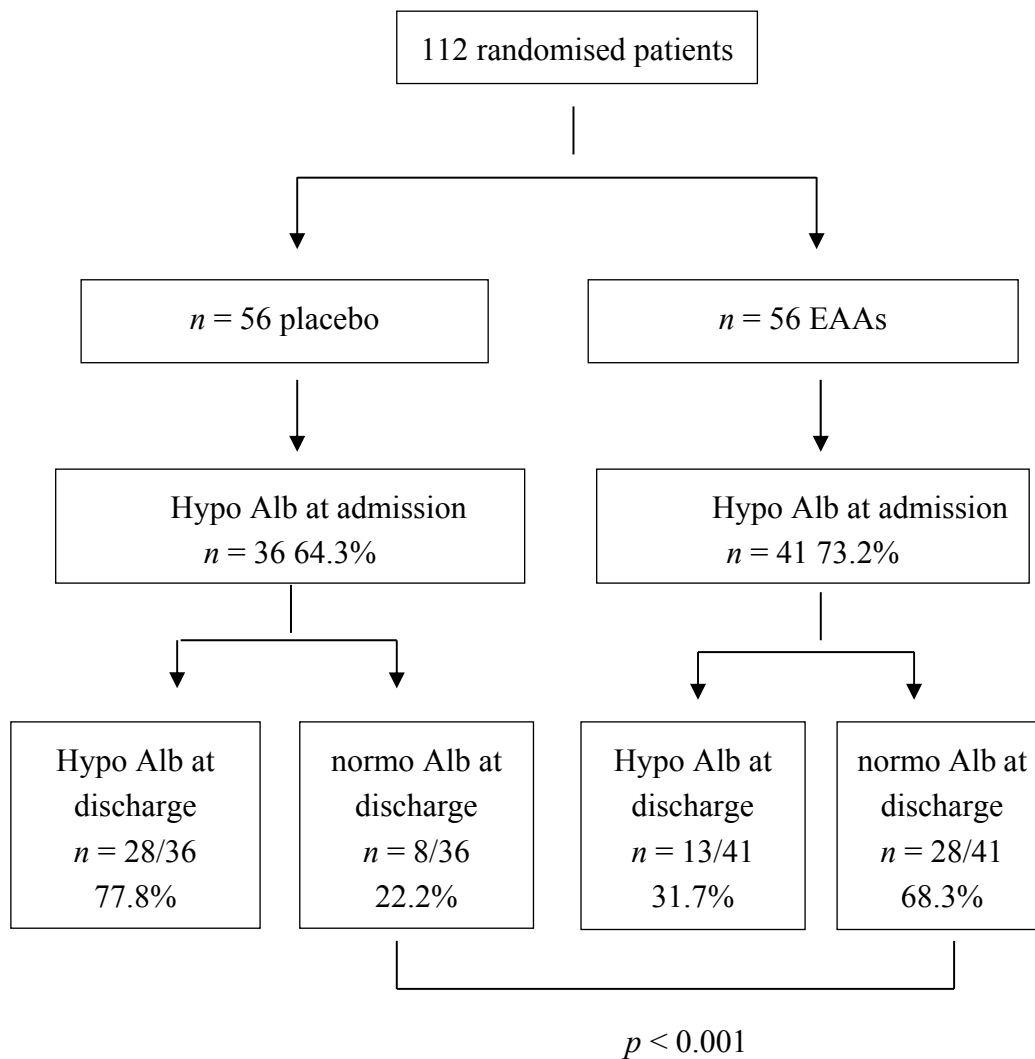 112 randomised patients
n = 56 placebo
n = 56 EAAs
Hypo Alb at admission
n = 36 64.3%
Hypo Alb at admission
n = 41 73.2%
Hypo Alb at
discharge
n = 28/36
77.8%
normo Alb at
discharge
n = 8/36
22.2%
Hypo Alb at
discharge
n = 13/41
31.7%
normo Alb at
discharge
n = 28/41
68.3%
p < 0.001